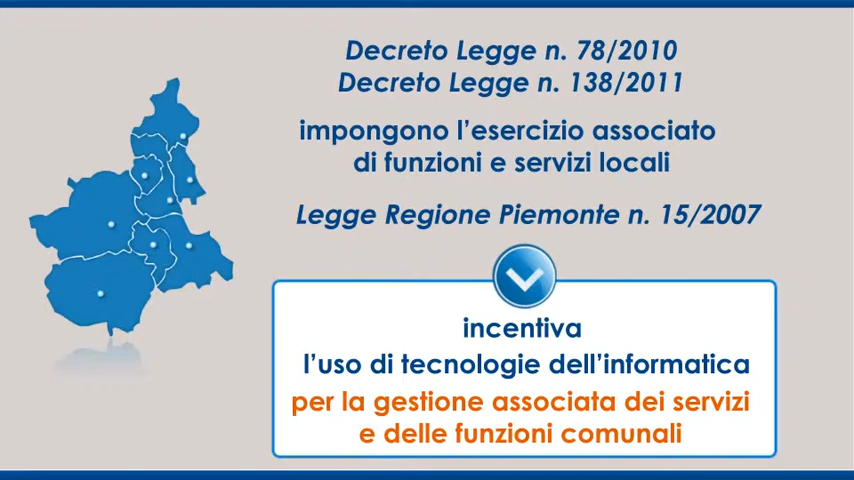 Decreto Legge n. 78/2010
Decreto Legge n. 138/2011
impongono l’esercizio associato
di funzioni e servizi locali
Legge Regione Piemonte n. 15/2007
incentiva
l’uso di tecnologie dell’informatica
per la gestione associata dei servizi
e delle funzioni comunali